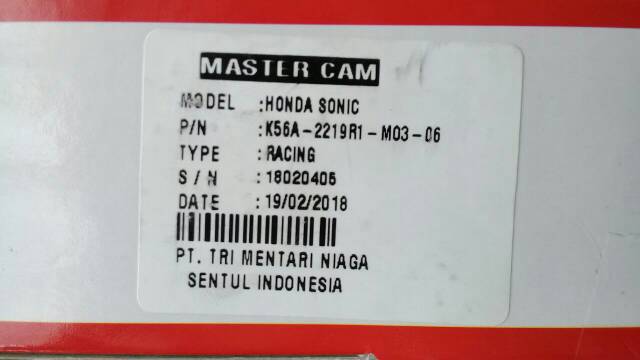 MASTER CAM
MODEL :HONDA SONIC
P/N : K56A-2219R1-M03-06
TYPE : RACING
S/N : 18020405
DATE : 19/02/2018
PT. TRI MENTARI NIAGA
SENTUL INDONESIA